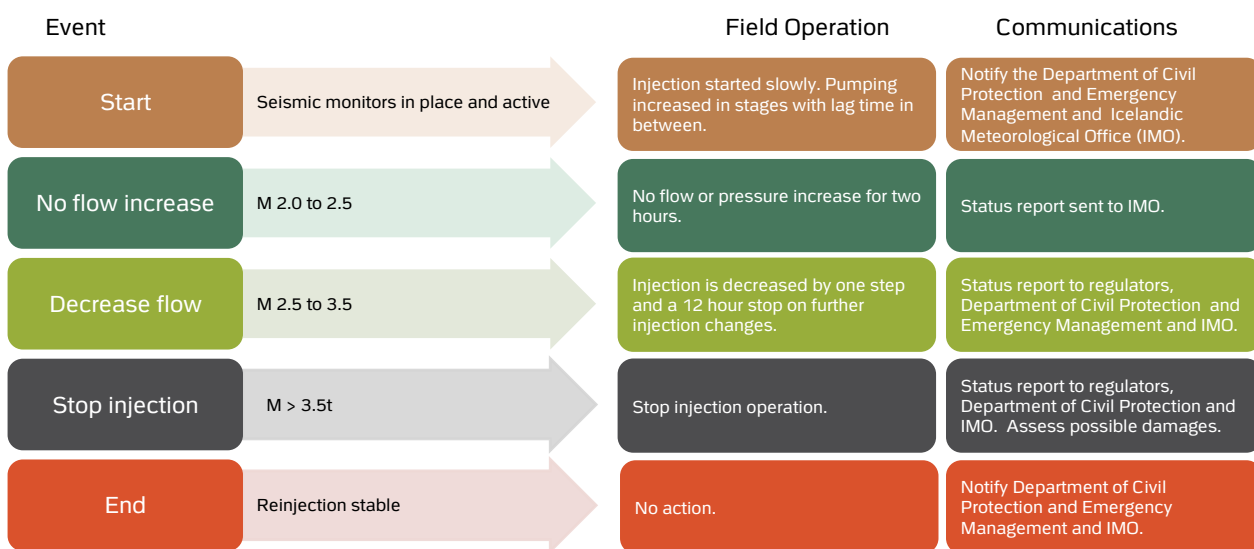 Event
Field Operation
Communications
Start
Seismic monitors in place and active
Injection started slowly. Pumping
increased in stages with lag time in
between.
Notify the Department of Civil
Protection and Emergency
Management and Icelandic
Meteorological Office (IMO).
No flow increase
M 2.0 to 2.5
No flow or pressure increase for two
hours.
Status report sent to IMO.
Decrease flow
M 2.5 to 3.5
Injection is decreased by one step
and a 12 hour stop on further
injection changes.
Status report to regulators,
Department of Civil Protection and
Emergency Management and IMO.
Stop injection
M > 3.5t
Stop injection operation.
Status report to regulators,
Department of Civil Protection and
IMO. Assess possible damages.
End
Reinjection stable
No action.
Notify Department of Civil
Protection and Emergency
Management and IMO.